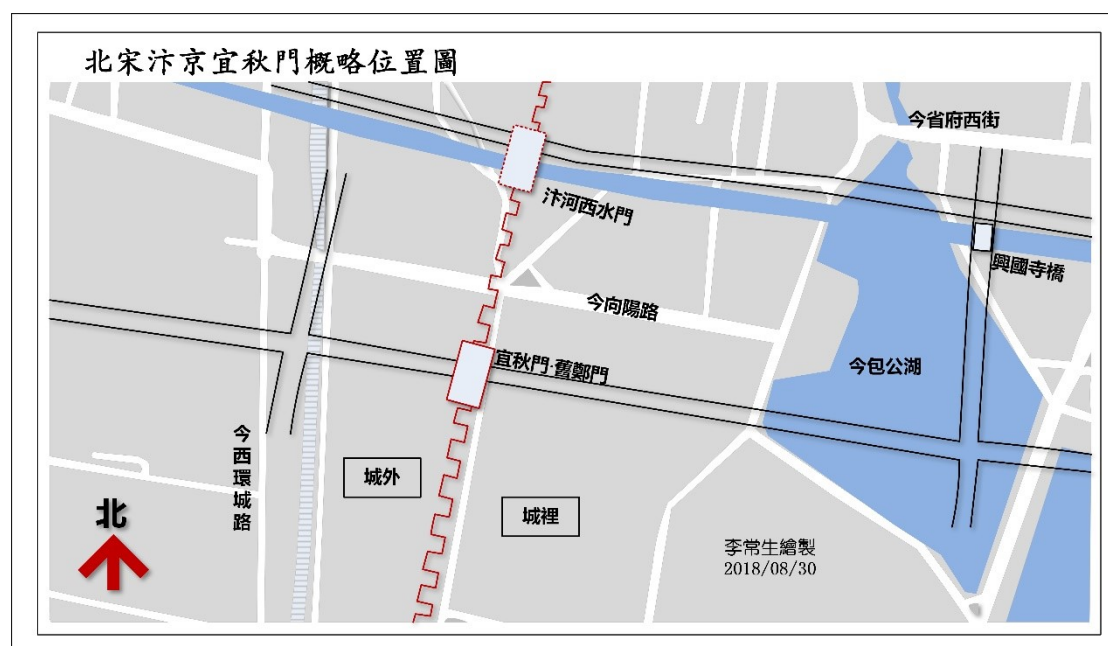 北宋汴京宜秋門概略位置圖
今省府西街
汴河西水門
興國寺橋
今向陽路
宜秋門·舊鄭門
今包公湖
今西環城路
城外
城裡
北
李常生繪製
2018/08/30